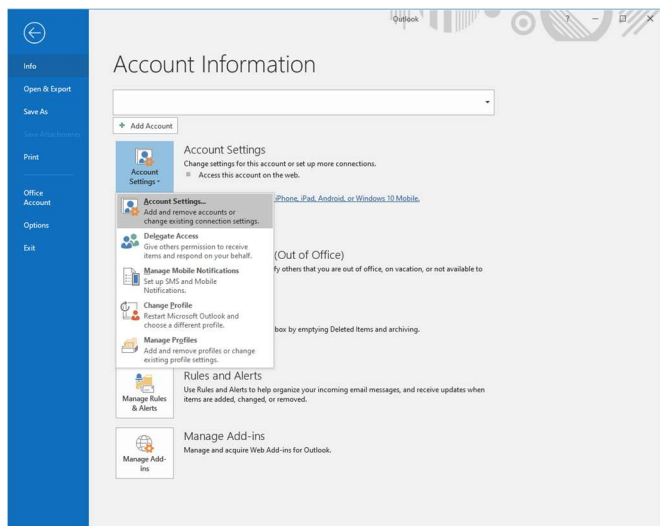 Outlook
?
Info
Open & Export
Save As
Save Attachments
Print
Office
Account
Options
Exit
Account Information
+ Add Account
Account
Settings
Account Settings
Change settings for this account or set up more connections.
Access this account on the web.
iPhone, iPad, Android, or Windows 10 Mobile.
Account Settings...
Add and remove accounts or
change existing connection settings.
Delegate Access
Give others permission to receive
items and respond on your behalf.
Manage Mobile Notifications
Set up SMS and Mobile
Notifications.
Change Profile
Restart Microsoft Outlook and
choose a different profile.
Manage Profiles
Add and remove profiles or change
existing profile settings.
(Out of Office)
fy others that you are out of office, on vacation, or not available to
box by emptying Deleted Items and archiving.
Manage Rules
& Alerts
Rules and Alerts
Use Rules and Alerts to help organize your incoming email messages, and receive updates when
items are added, changed, or removed.
Manage Add-
ins
Manage Add-ins
Manage and acquire Web Add-ins for Outlook.